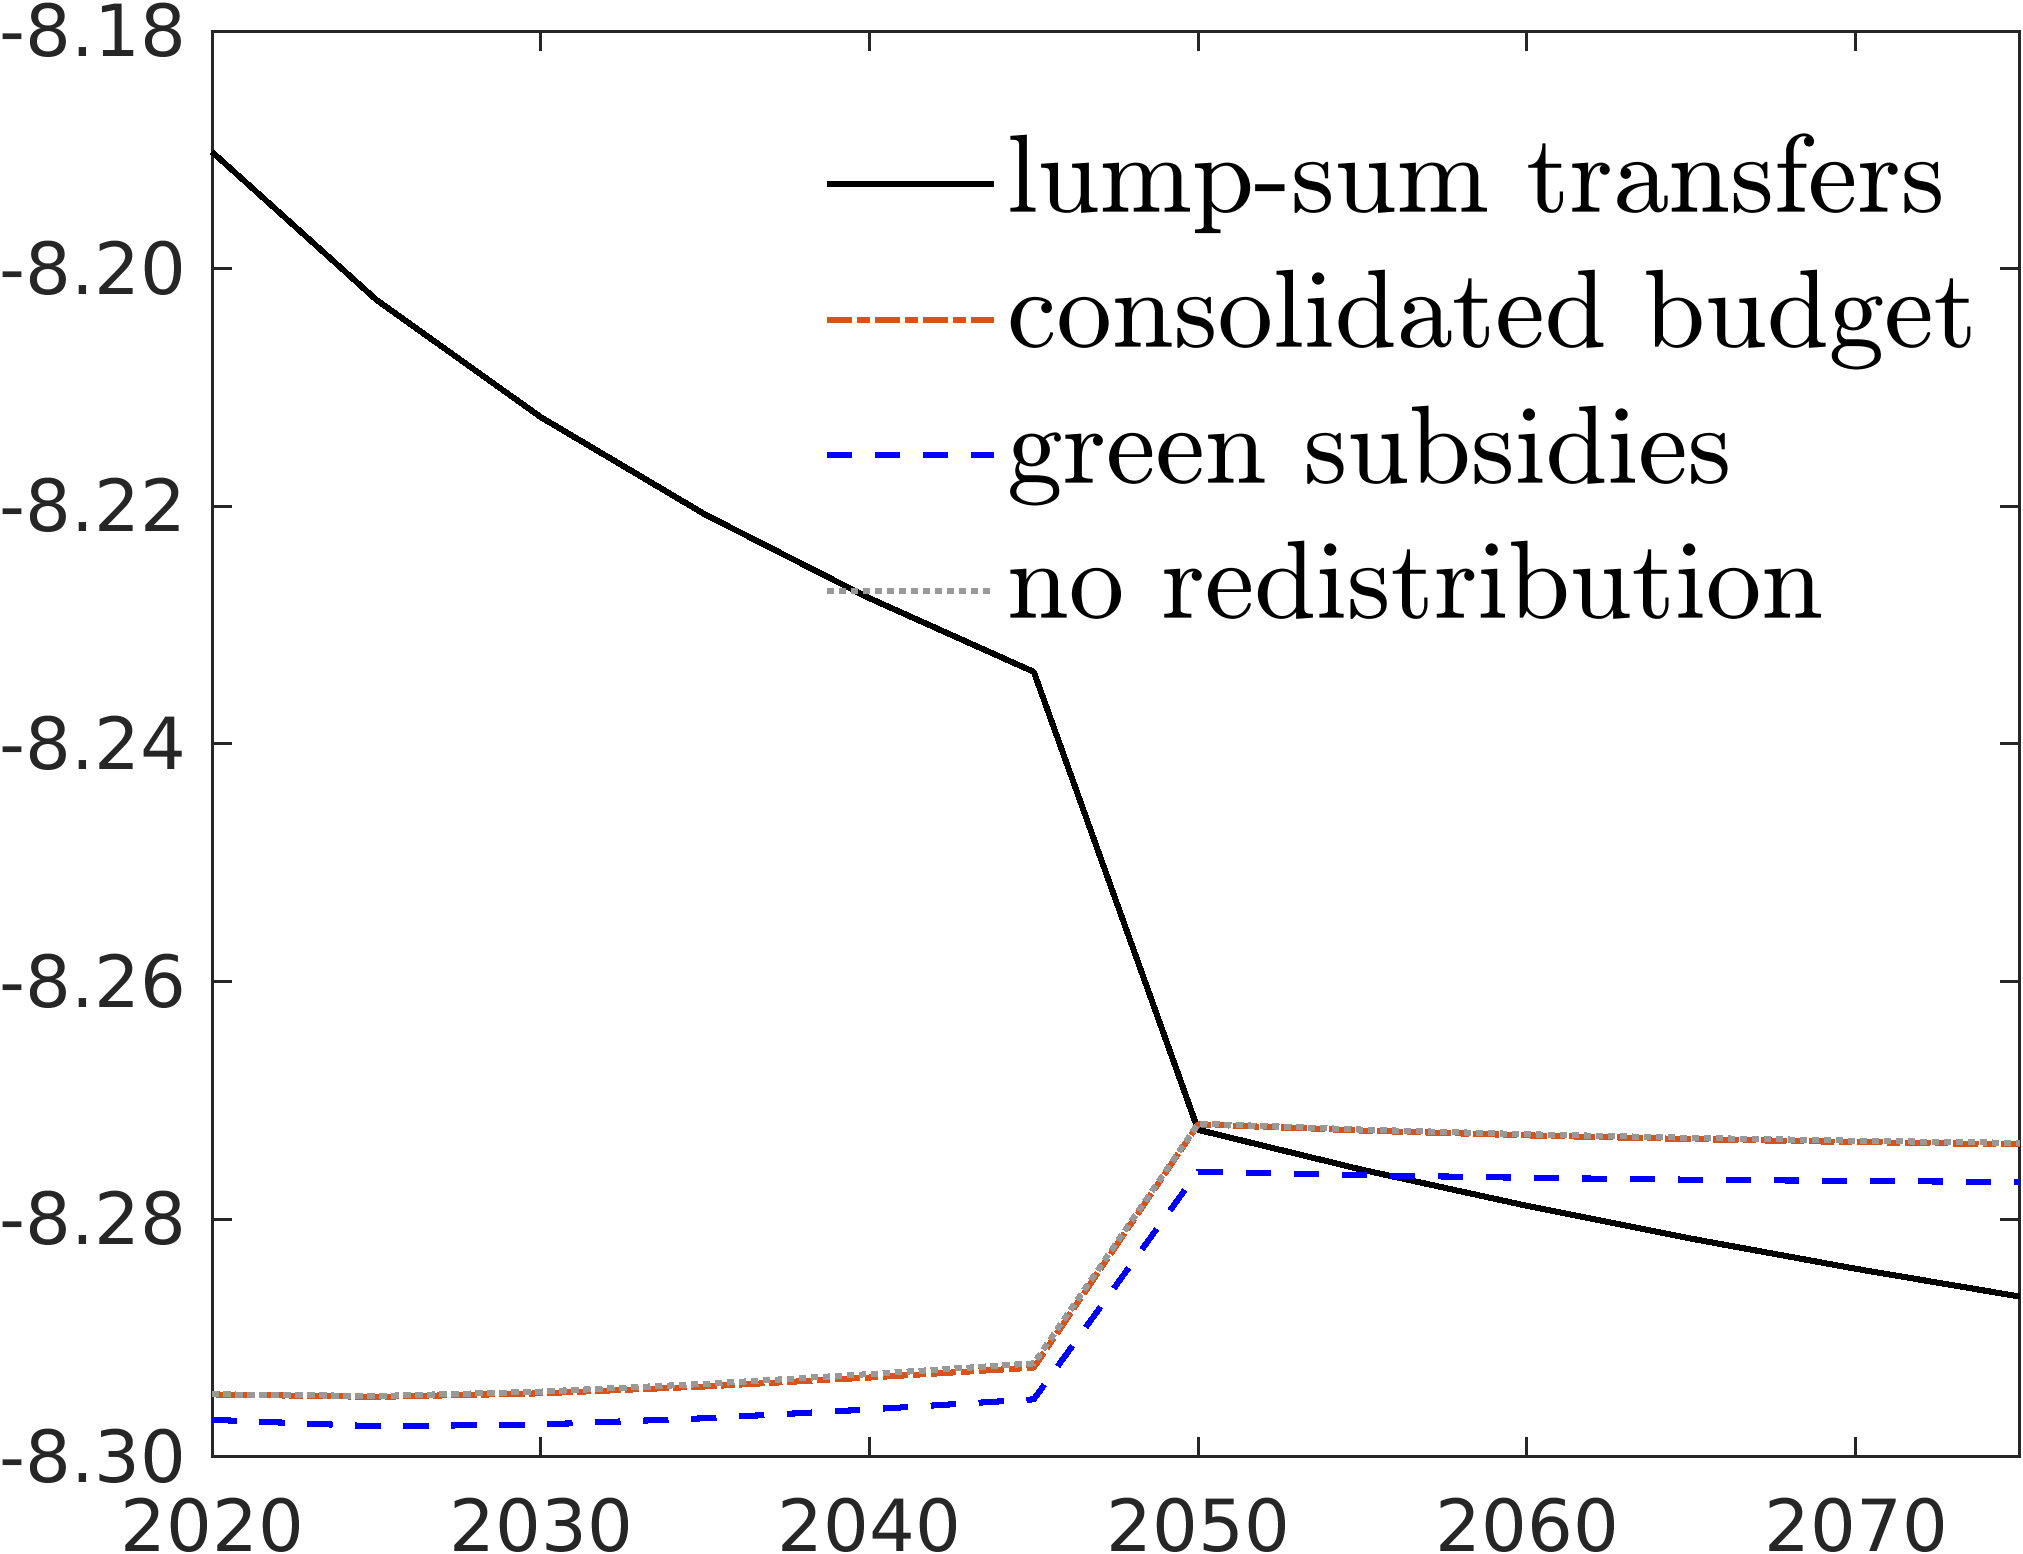 -8.18
-8.20
-8.22
-8.24
-8.26
-8.28
-8.30
lump-sum transfers
consolidated budget
green subsidies
no redistribution
2020 2030 2040 2050 2060 2070